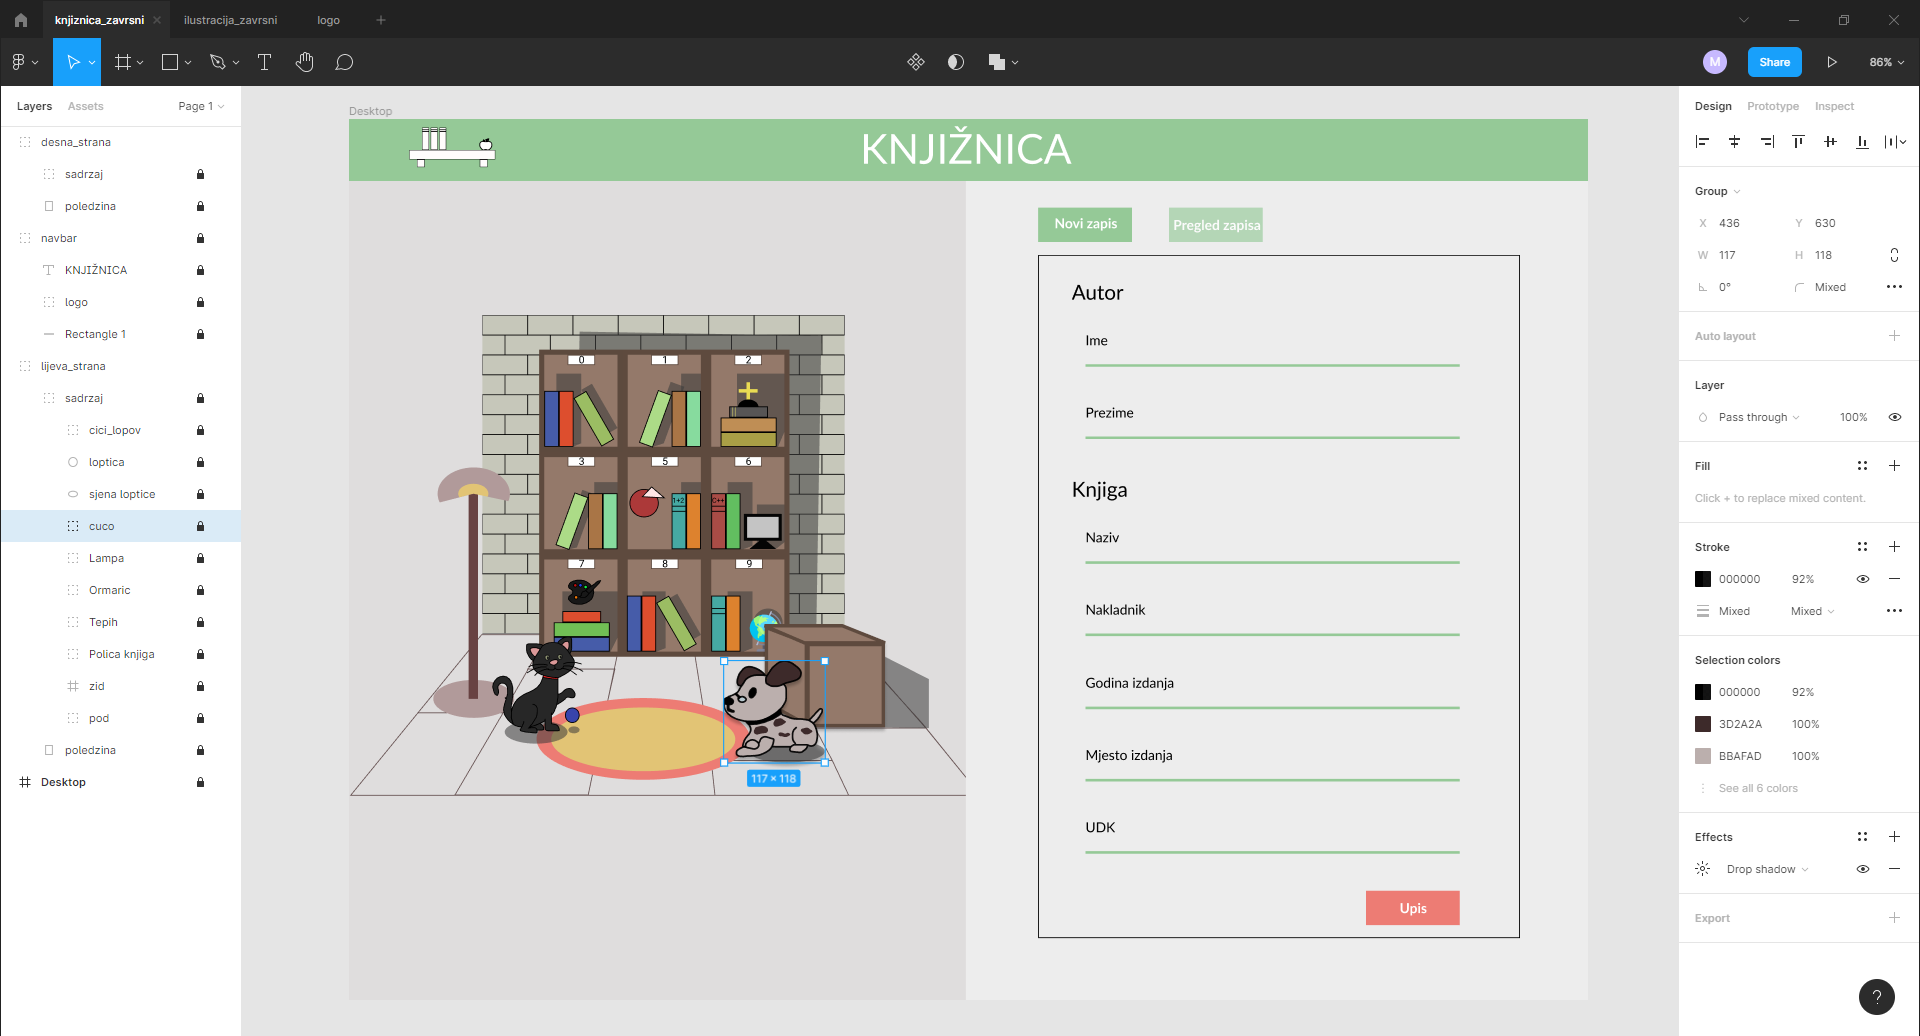 knjiznica_zavrsni
ilustracija_zavrsni
logo
M
Share
86%
Layers
Assets
Page 1
desna_strana
sadrzaj
poledzina
navbar
KNJIŽNICA
logo
Rectangle 1
lijeva_strana
sadrzaj
cici_lopov
loptica
sjena loptice
cuco
Lampa
Ormaric
Tepih
Polica knjiga
zid
pod
poledzina
Desktop
Desktop
KNJIŽNICA
0
1
2
3
5
6
1+2
C++
7
8
9
117 × 118
Novi zapis
Pregled zapisa
Autor
Ime
Prezime
Knjiga
Naziv
Nakladnik
Godina izdanja
Mjesto izdanja
UDK
Upis
Design
Prototype
Inspect
Group
X 436 Y 630
W 117 H 118
0° Mixed
Auto layout
Layer
Pass through 100%
Fill
Click + to replace mixed content.
Stroke
000000 92%
Mixed Mixed
Selection colors
000000 92%
3D2A2A 100%
BBAFAD 100%
See all 6 colors
Effects
Drop shadow
Export
?